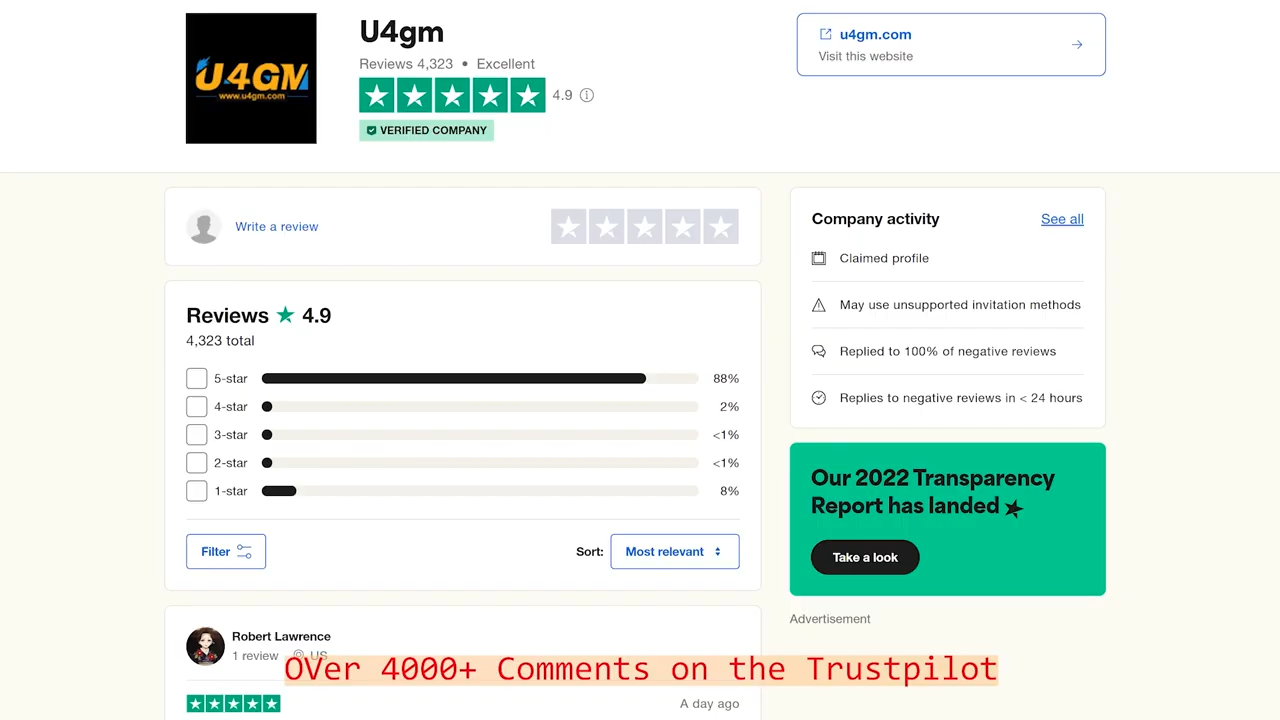 U4GM
www.u4gm.com
U4gm
Reviews 4,323 • Excellent
4.9
VERIFIED COMPANY
u4gm.com
Visit this website
Write a review
Company activity
See all
Claimed profile
May use unsupported invitation methods
Replied to 100% of negative reviews
Replies to negative reviews in < 24 hours
Reviews ★ 4.9
4,323 total
5-star 88%
4-star 2%
3-star <1%
2-star <1%
1-star 8%
Filter
Sort: Most relevant
Our 2022 Transparency
Report has landed
Take a look
Advertisement
Robert Lawrence
1 review US
OVer 4000+ Comments on the Trustpilot
A day ago